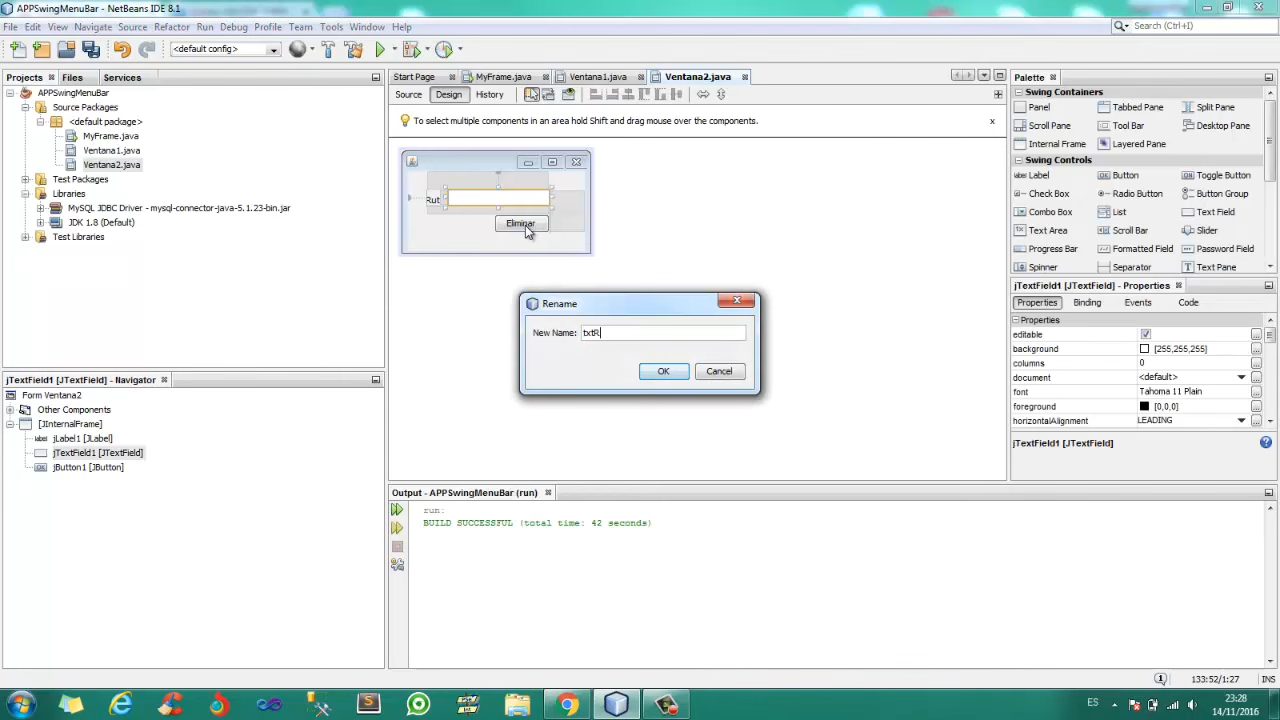 APPSwingMenuBar - NetBeans IDE 8.1
File Edit View Navigate Source Refactor Run Debug Profile Team Tools Window Help
Search (Ctrl+I)
<default config>
Projects Files Services
APPSwingMenuBar
Source Packages
<default package>
MyFrame.java
Ventana1.java
Ventana2.java
Test Packages
Libraries
MySQL JDBC Driver - mysql-connector-java-5.1.23-bin.jar
JDK 1.8 (Default)
Test Libraries
jTextField1 [JTextField] - Navigator
Form Ventana2
Other Components
[JInternalFrame]
jLabel1 [JLabel]
jTextField1 [JTextField]
jButton1 [JButton]
Start Page MyFrame.java Ventana1.java Ventana2.java
Source Design History
To select multiple components in an area hold Shift and drag mouse over the components.
x
Rut
Eliminar
Rename
New Name: txtR
OK Cancel
Output - APPSwingMenuBar (run)
run:
BUILD SUCCESSFUL (total time: 42 seconds)
Palette
Swing Containers
Panel Tabbed Pane Split Pane
Scroll Pane Tool Bar Desktop Pane
Internal Frame Layered Pane
Swing Controls
Label Button Toggle Button
Check Box Radio Button Button Group
Combo Box List Text Field
Text Area Scroll Bar Slider
Progress Bar Formatted Field Password Field
Spinner Separator Text Pane
jTextField1 [JTextField] - Properties
Properties Binding Events Code
Properties
editable
background [255,255,255]
columns 0
document <default>
font Tahoma 11 Plain
foreground [0,0,0]
horizontalAlignment LEADING
jTextField1 [JTextField]
133:52/1:27 INS
ES
23:28
14/11/2016